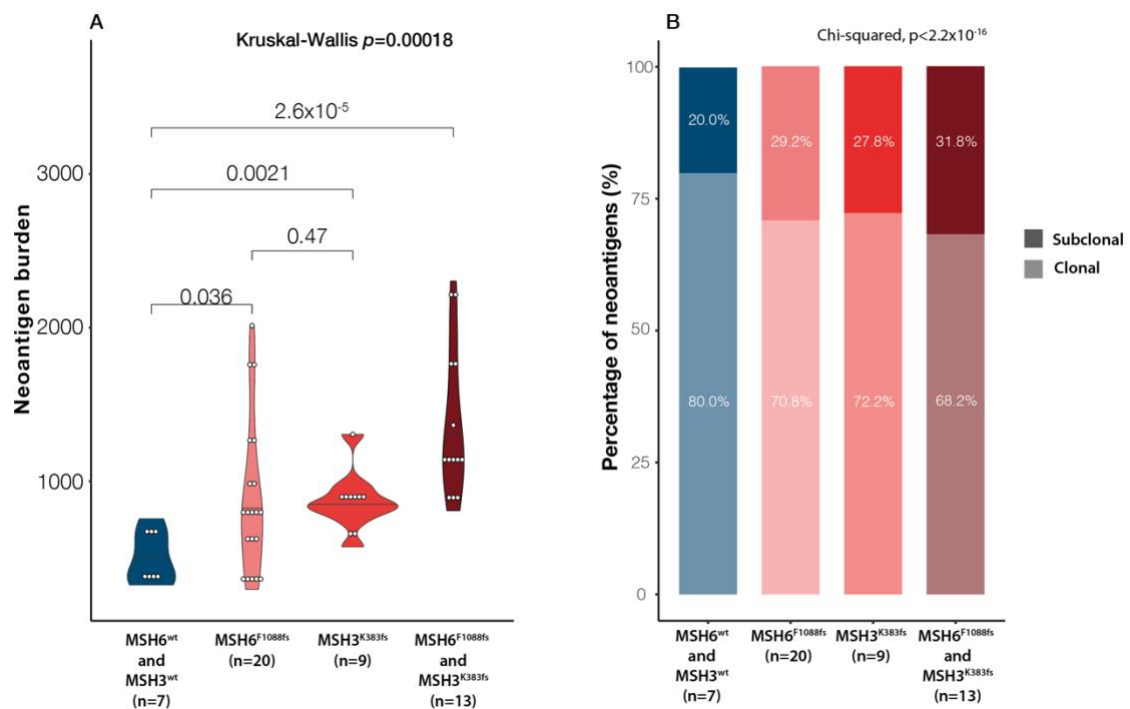 A
Kruskal-Wallis p=0.00018
2.6x10⁻⁵
0.0021
0.47
0.036
Neoantigen burden
3000
2000
1000
MSH6ʷᵗ
and
MSH3ʷᵗ
(n=7)
MSH6ᶠ¹⁰⁸⁸ᶠˢ
(n=20)
MSH3ᴷ³⁸³ᶠˢ
(n=9)
MSH6ᶠ¹⁰⁸⁸ᶠˢ
and
MSH3ᴷ³⁸³ᶠˢ
(n=13)
B
Chi-squared, p<2.2x10⁻¹⁶
Percentage of neoantigens (%)
100
75
50
25
0
20.0%
29.2%
27.8%
31.8%
80.0%
70.8%
72.2%
68.2%
Subclonal
Clonal
MSH6ʷᵗ
and
MSH3ʷᵗ
(n=7)
MSH6ᶠ¹⁰⁸⁸ᶠˢ
(n=20)
MSH3ᴷ³⁸³ᶠˢ
(n=9)
MSH6ᶠ¹⁰⁸⁸ᶠˢ
and
MSH3ᴷ³⁸³ᶠˢ
(n=13)